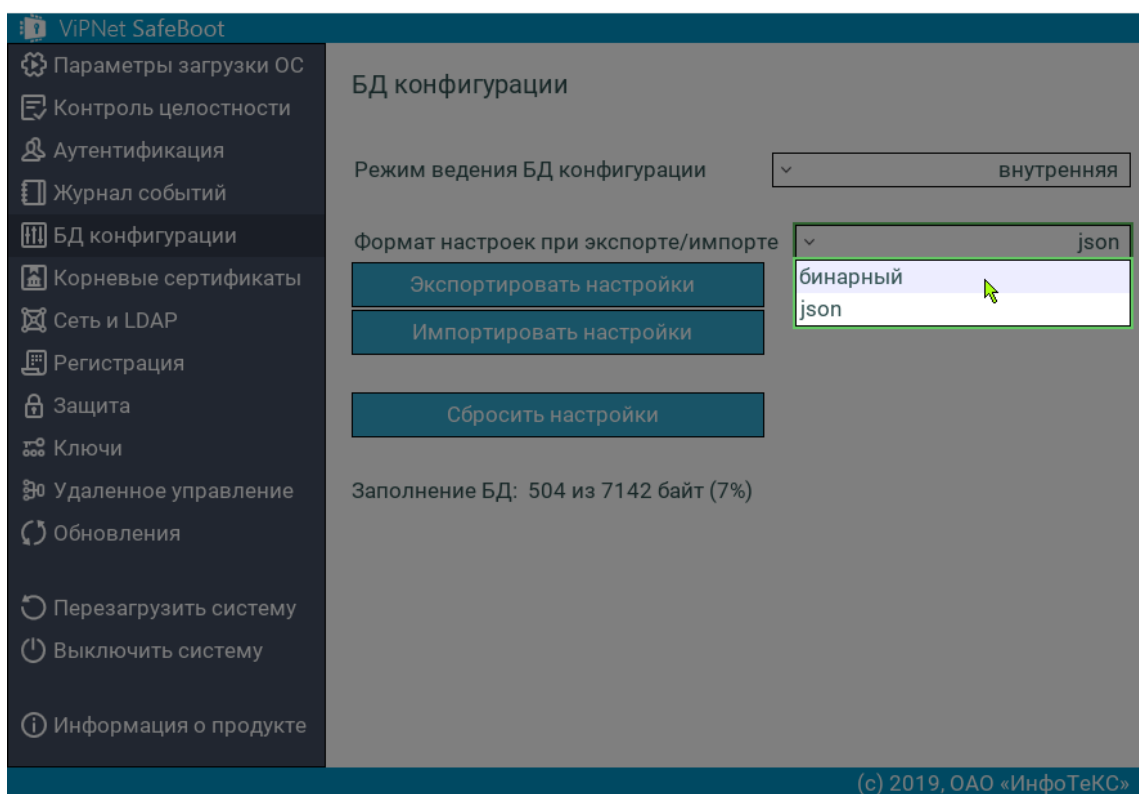 ViPNet SafeBoot
Параметры загрузки ОС
Контроль целостности
Аутентификация
Журнал событий
БД конфигурации
Корневые сертификаты
Сеть и LDAP
Регистрация
Защита
Ключи
Удаленное управление
Обновления
Перезагрузить систему
Выключить систему
Информация о продукте
БД конфигурации
Режим ведения БД конфигурации внутренняя
Формат настроек при экспорте/импорте json
бинарный
json
Экспортировать настройки
Импортировать настройки
Сбросить настройки
Заполнение БД: 504 из 7142 байт (7%)
(c) 2019, ОАО «ИнфоТеКС»